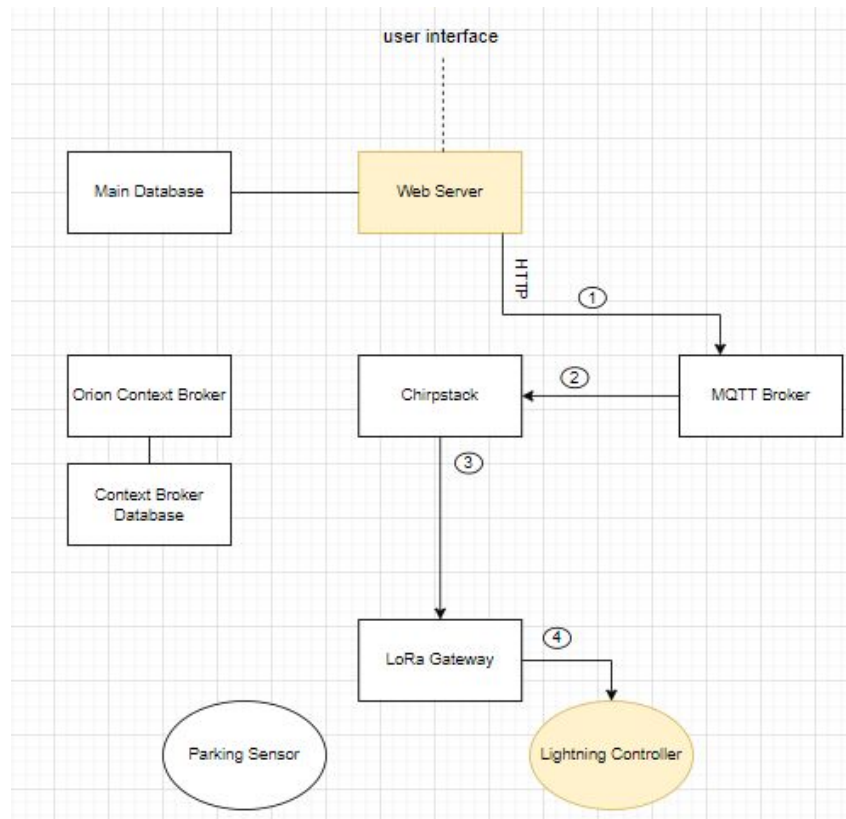 user interface
Main Database
Web Server
HTTP
1
Orion Context Broker
Chirpstack
2
MQTT Broker
3
Context Broker
Database
LoRa Gateway
4
Parking Sensor
Lightning Controller